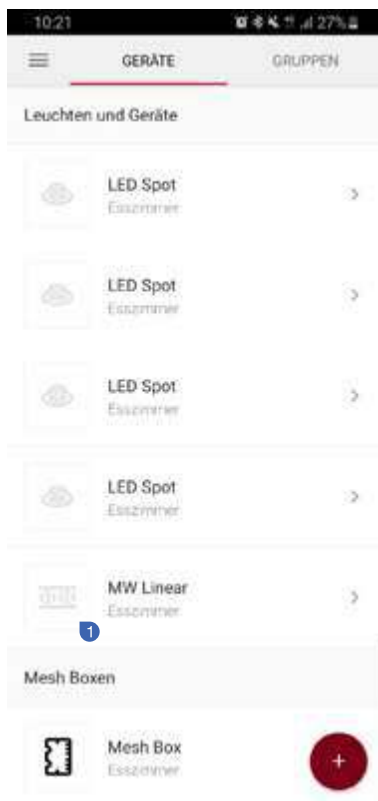 10:21
27%
GERÄTE
GRUPPEN
Leuchten und Geräte
LED Spot
Esszimmer
LED Spot
Esszimmer
LED Spot
Esszimmer
LED Spot
Esszimmer
MW Linear
Esszimmer
1
Mesh Boxen
Mesh Box
Esszimmer
+